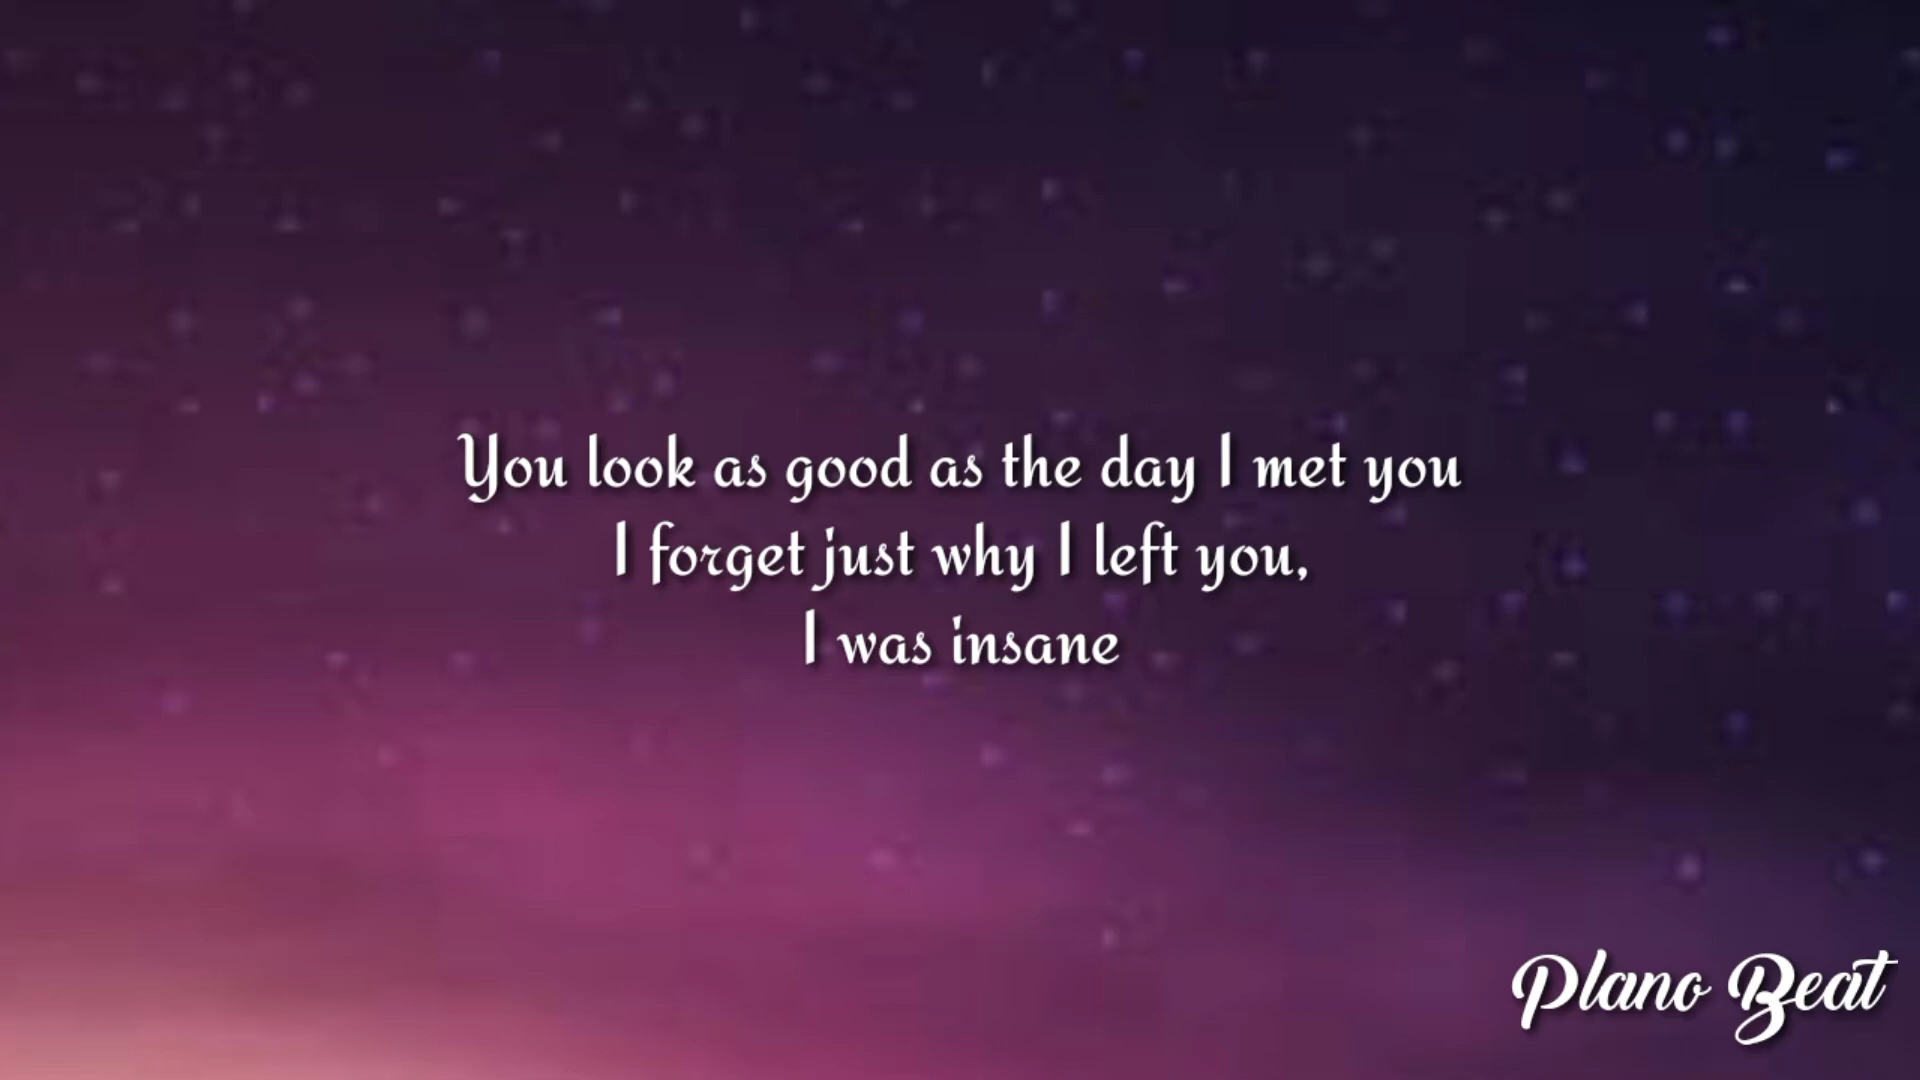 You look as good as the day I met you
I forget just why I left you,
I was insane
Plano Beat